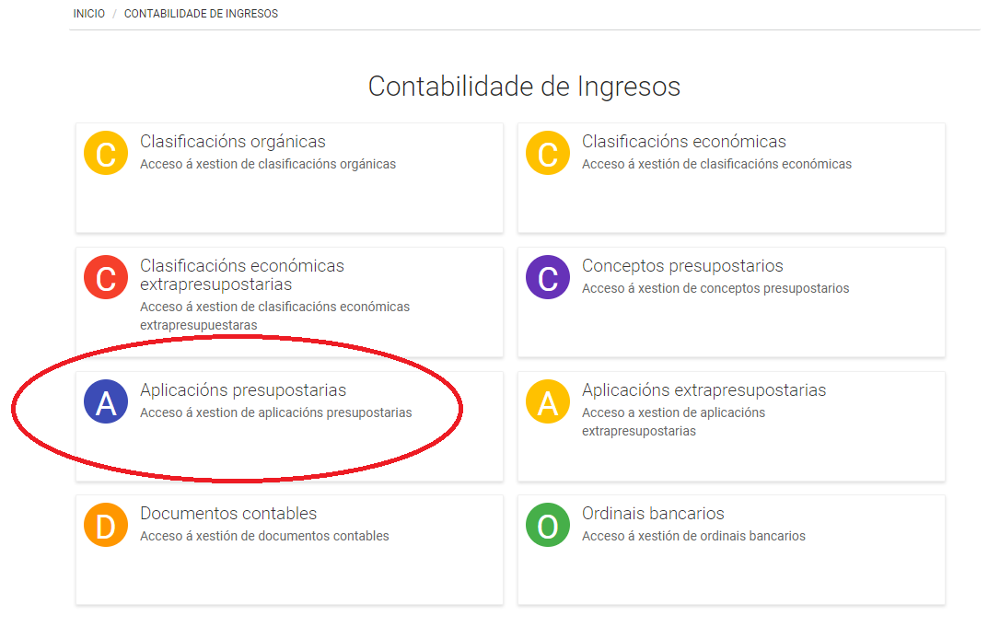 INICIO / CONTABILIDADE DE INGRESOS
Contabilidade de Ingresos
C
Clasificacións orgánicas
Acceso á xestion de clasificacións orgánicas
C
Clasificacións económicas
Acceso á xestión de clasificacións económicas
C
Clasificacións económicas
extrapresupostarias
Acceso á xestion de clasificacións económicas
extrapresupuestaras
C
Conceptos presupostarios
Acceso á xestion de conceptos presupostarios
A
Aplicacións presupostarias
Acceso á xestion de aplicacións presupostarias
A
Aplicacións extrapresupostarias
Acceso a xestion de aplicacións
extrapresupostarias
D
Documentos contables
Acceso á xestión de documentos contables
O
Ordinais bancarios
Acceso á xestión de ordinais bancarios